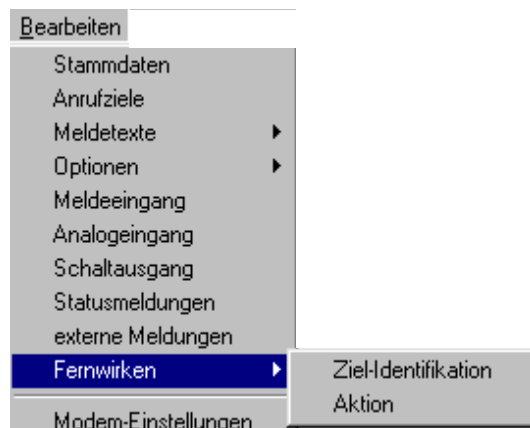 Bearbeiten
Stammdaten
Anrufziele
Meldetexte
Optionen
Meldeeingang
Analogeingang
Schaltausgang
Statusmeldungen
externe Meldungen
Fernwirken
Ziel-Identifikation
Aktion
Modem-Einstellungen